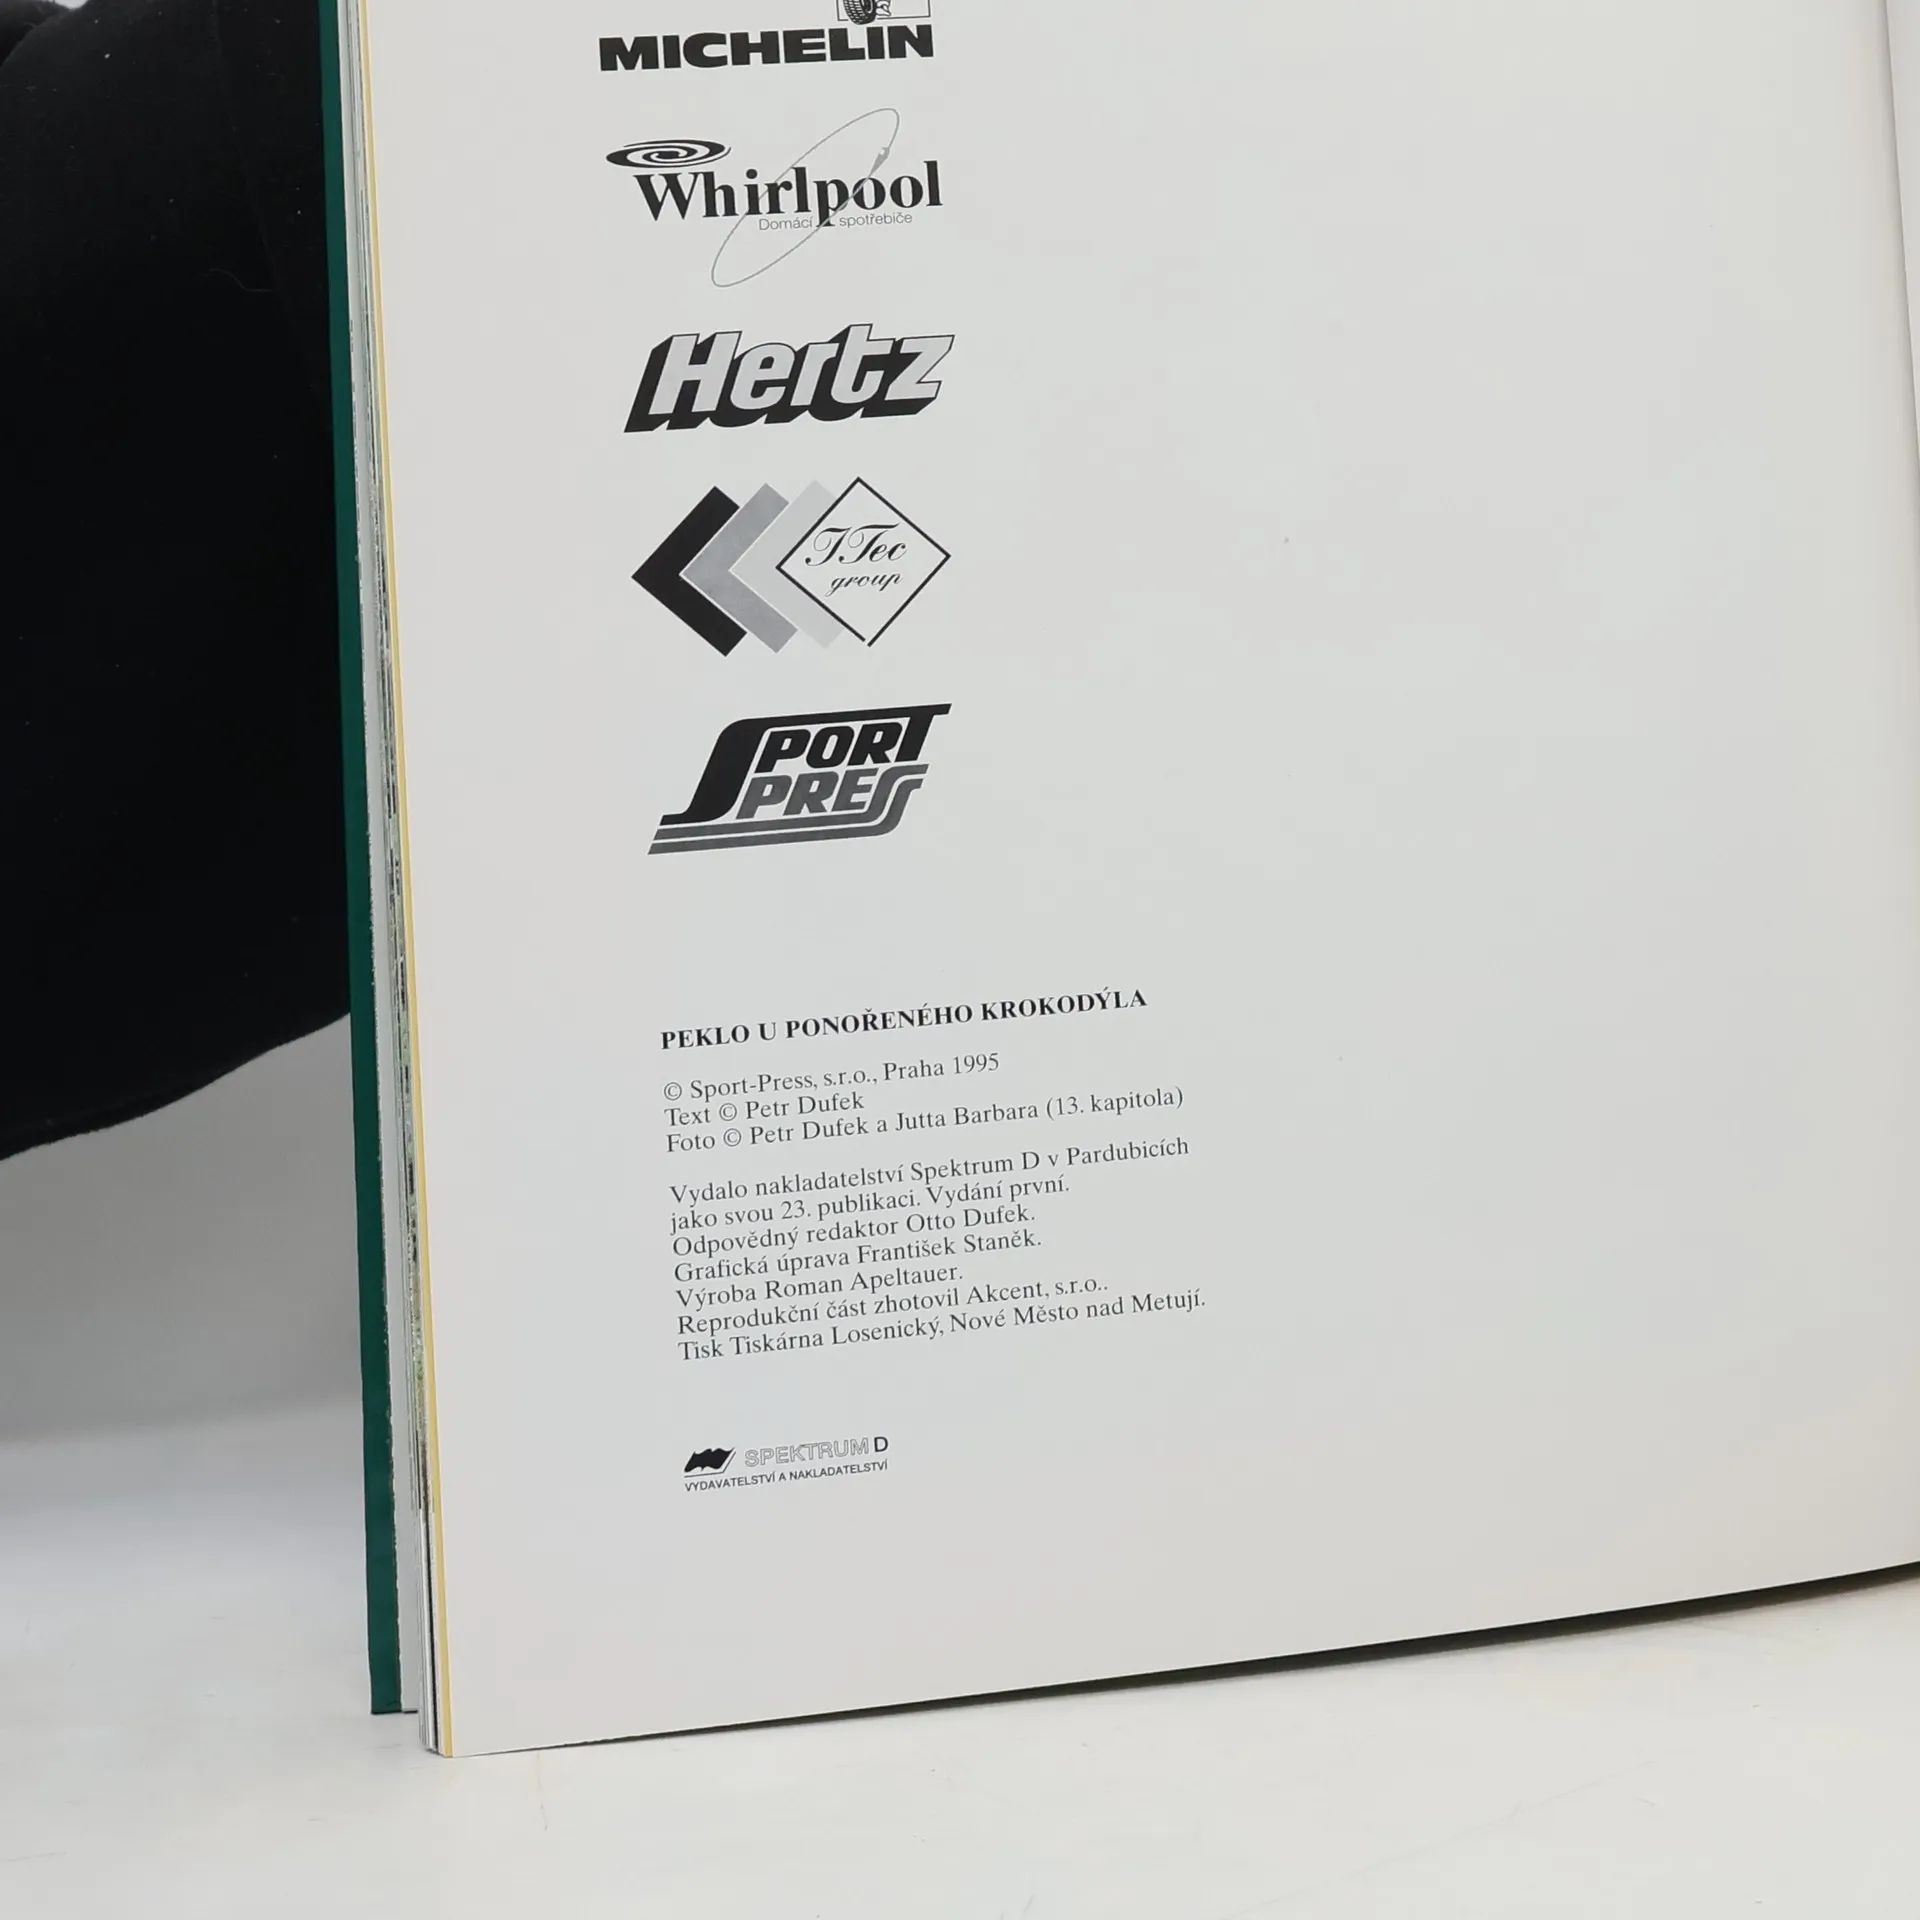 MICHELIN
Whirlpool
Domácí spotřebiče
Hertz
JTec
group
SPORT
PRESS
PEKLO U PONOŘENÉHO KROKODÝLA
© Sport-Press, s.r.o., Praha 1995
Text © Petr Dufek
Foto © Petr Dufek a Jutta Barbara (13. kapitola)
Vydalo nakladatelství Spektrum D v Pardubicích
jako svou 23. publikaci. Vydání první.
Odpovědný redaktor Otto Dufek.
Grafická úprava František Staněk.
Výroba Roman Apeltauer.
Reprodukční část zhotovil Akcent, s.r.o..
Tisk Tiskárna Losenický, Nové Město nad Metují.
SPEKTRUM D
VYDAVATELSTVÍ A NAKLADATELSTVÍ